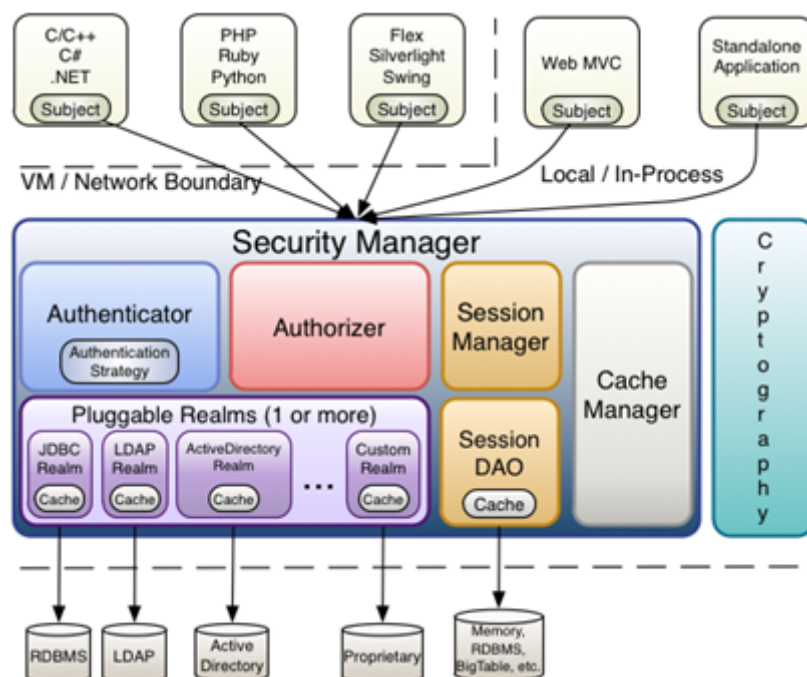 C/C++
C#
.NET
Subject
PHP
Ruby
Python
Subject
Flex
Silverlight
Swing
Subject
Web MVC
Subject
Standalone
Application
Subject
VM / Network Boundary
Local / In-Process
Security Manager
Authenticator
Authentication
Strategy
Authorizer
Session
Manager
Cache
Manager
Cryptography
Pluggable Realms (1 or more)
JDBC
Realm
Cache
LDAP
Realm
Cache
ActiveDirectory
Realm
Cache
...
Custom
Realm
Cache
Session
DAO
Cache
RDBMS
LDAP
Active
Directory
Proprietary
Memory,
RDBMS,
BigTable, etc.